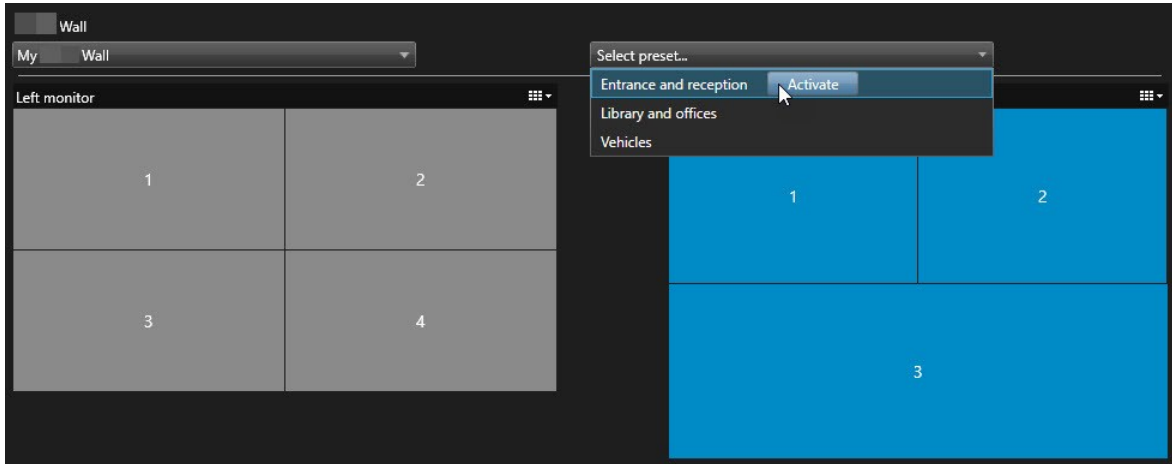 Wall
My Wall
Select preset...
Entrance and reception Activate
Library and offices
Vehicles
Left monitor
1 2
3 4
1 2
3